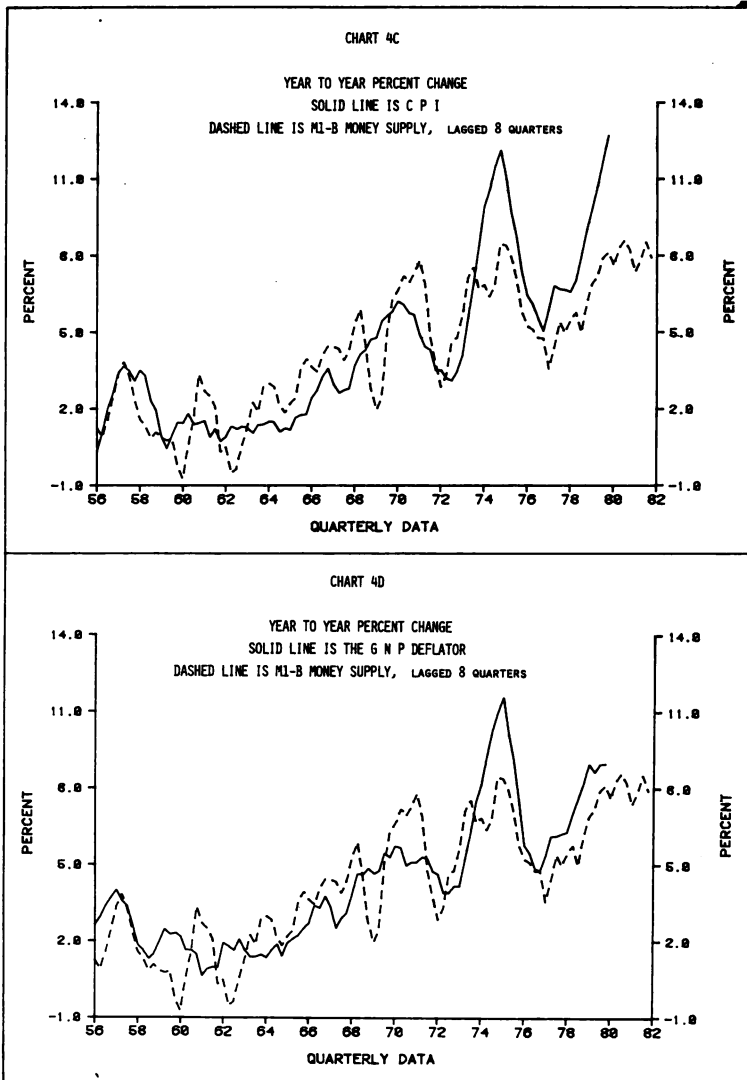 CHART 4C
YEAR TO YEAR PERCENT CHANGE
SOLID LINE IS C P I
DASHED LINE IS M1-B MONEY SUPPLY, LAGGED 8 QUARTERS
14.0
11.0
8.0
5.0
2.0
-1.0
PERCENT
14.0
11.0
8.0
5.0
2.0
-1.0
PERCENT
56 58 60 62 64 66 68 70 72 74 76 78 80 82
QUARTERLY DATA
CHART 4D
YEAR TO YEAR PERCENT CHANGE
SOLID LINE IS THE G N P DEFLATOR
DASHED LINE IS M1-B MONEY SUPPLY, LAGGED 8 QUARTERS
14.0
11.0
8.0
5.0
2.0
-1.0
PERCENT
14.0
11.0
8.0
5.0
2.0
-1.0
PERCENT
56 58 60 62 64 66 68 70 72 74 76 78 80 82
QUARTERLY DATA